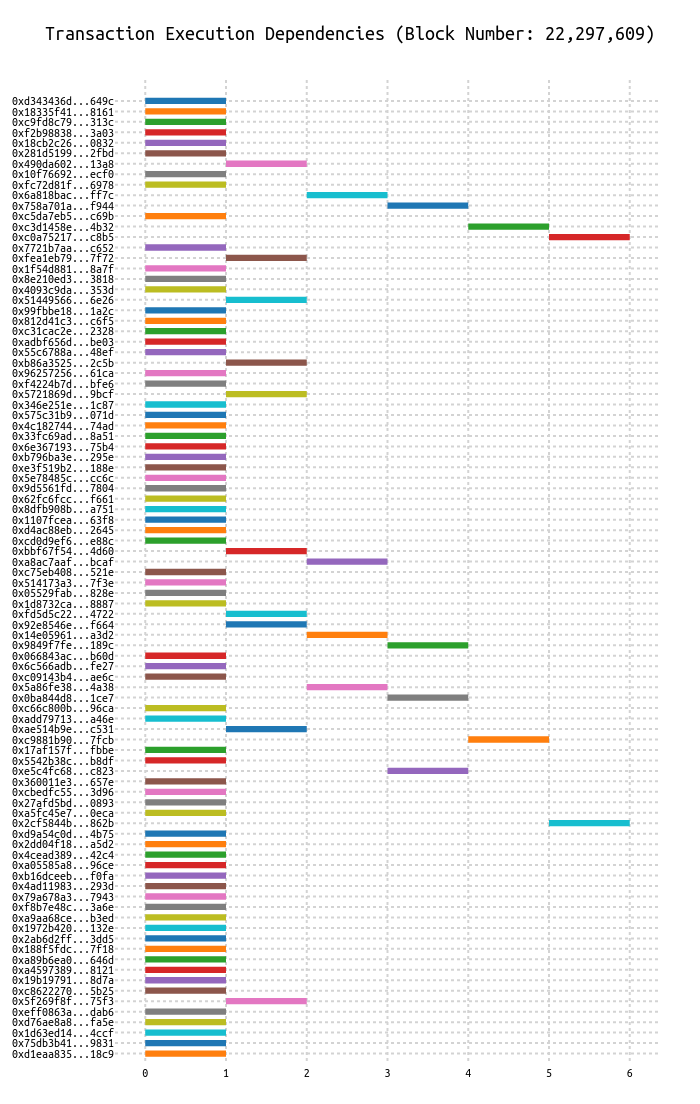 Transaction Execution Dependencies (Block Number: 22,297,609)
0xd343436d...649c
0x18335f41...8161
0xc9fd8c79...313c
0xf2b98838...3a03
0x18cb2c26...0832
0x281d5199...2fbd
0x490da602...13a8
0x10f76692...ecf0
0xfc72d81f...6978
0x6a818bac...ff7c
0x758a701a...f944
0xc5da7eb5...c69b
0xc3d1458e...4b32
0xc0a75217...c8b5
0x7721b7aa...c652
0xfea1eb79...7f72
0x1f54d881...8a7f
0x8e210ed3...3818
0x4093c9da...353d
0x51449566...6e26
0x99fbbe18...1a2c
0x812d41c3...c6f5
0xc31cac2e...2328
0xadbf656d...be03
0x55c6788a...48ef
0xb86a3525...2c5b
0x96257256...61ca
0xf4224b7d...bfe6
0x5721869d...9bcf
0x346e251e...1c87
0x575c31b9...071d
0x4c182744...74ad
0x33fc69ad...8a51
0x6e367193...75b4
0xb796ba3e...295e
0xe3f519b2...188e
0x5e78485c...cc6c
0x9d5561fd...7804
0x62fc6fcc...f661
0x8dfb908b...a751
0x1107fcea...63f8
0xd4ac88eb...2645
0xcd0d9ef6...e88c
0xbbf67f54...4d60
0xa8ac7aaf...bcaf
0xc75eb408...521e
0x514173a3...7f3e
0x05529fab...828e
0x1d8732ca...8887
0xfd5d5c22...4722
0x92e8546e...f664
0x14e05961...a3d2
0x9849f7fe...189c
0x066843ac...b60d
0x6c566adb...fe27
0xc09143b4...ae6c
0x5a86fe38...4a38
0x0ba844d8...1ce7
0xc66c800b...96ca
0xadd79713...a46e
0xae514b9e...c531
0xc9881b90...7fcb
0x17af157f...fbbe
0x5542b38c...b8df
0xe5c4fc68...c823
0x360011e3...657e
0xcbedfc55...3d96
0x27afd5bd...0893
0xa5fc45e7...0eca
0x2cf5844b...862b
0xd9a54c0d...4b75
0x2dd04f18...a5d2
0x4cead389...42c4
0xa05585a8...96ce
0xb16dceeb...f0fa
0x4ad11983...293d
0x79a678a3...7943
0xf8b7e48c...3a6e
0xa9aa68ce...b3ed
0x1972b420...132e
0x2ab6d2ff...3dd5
0x188f5fdc...7f18
0xa89b6ea0...646d
0xa4597389...8121
0x19b19791...8d7a
0xc8622270...5b25
0x5f269f8f...75f3
0xeff0863a...dab6
0xd76ae8a8...fa5e
0x1d63ed14...4ccf
0x75db3b41...9831
0xd1eaa835...18c9
0 1 2 3 4 5 6